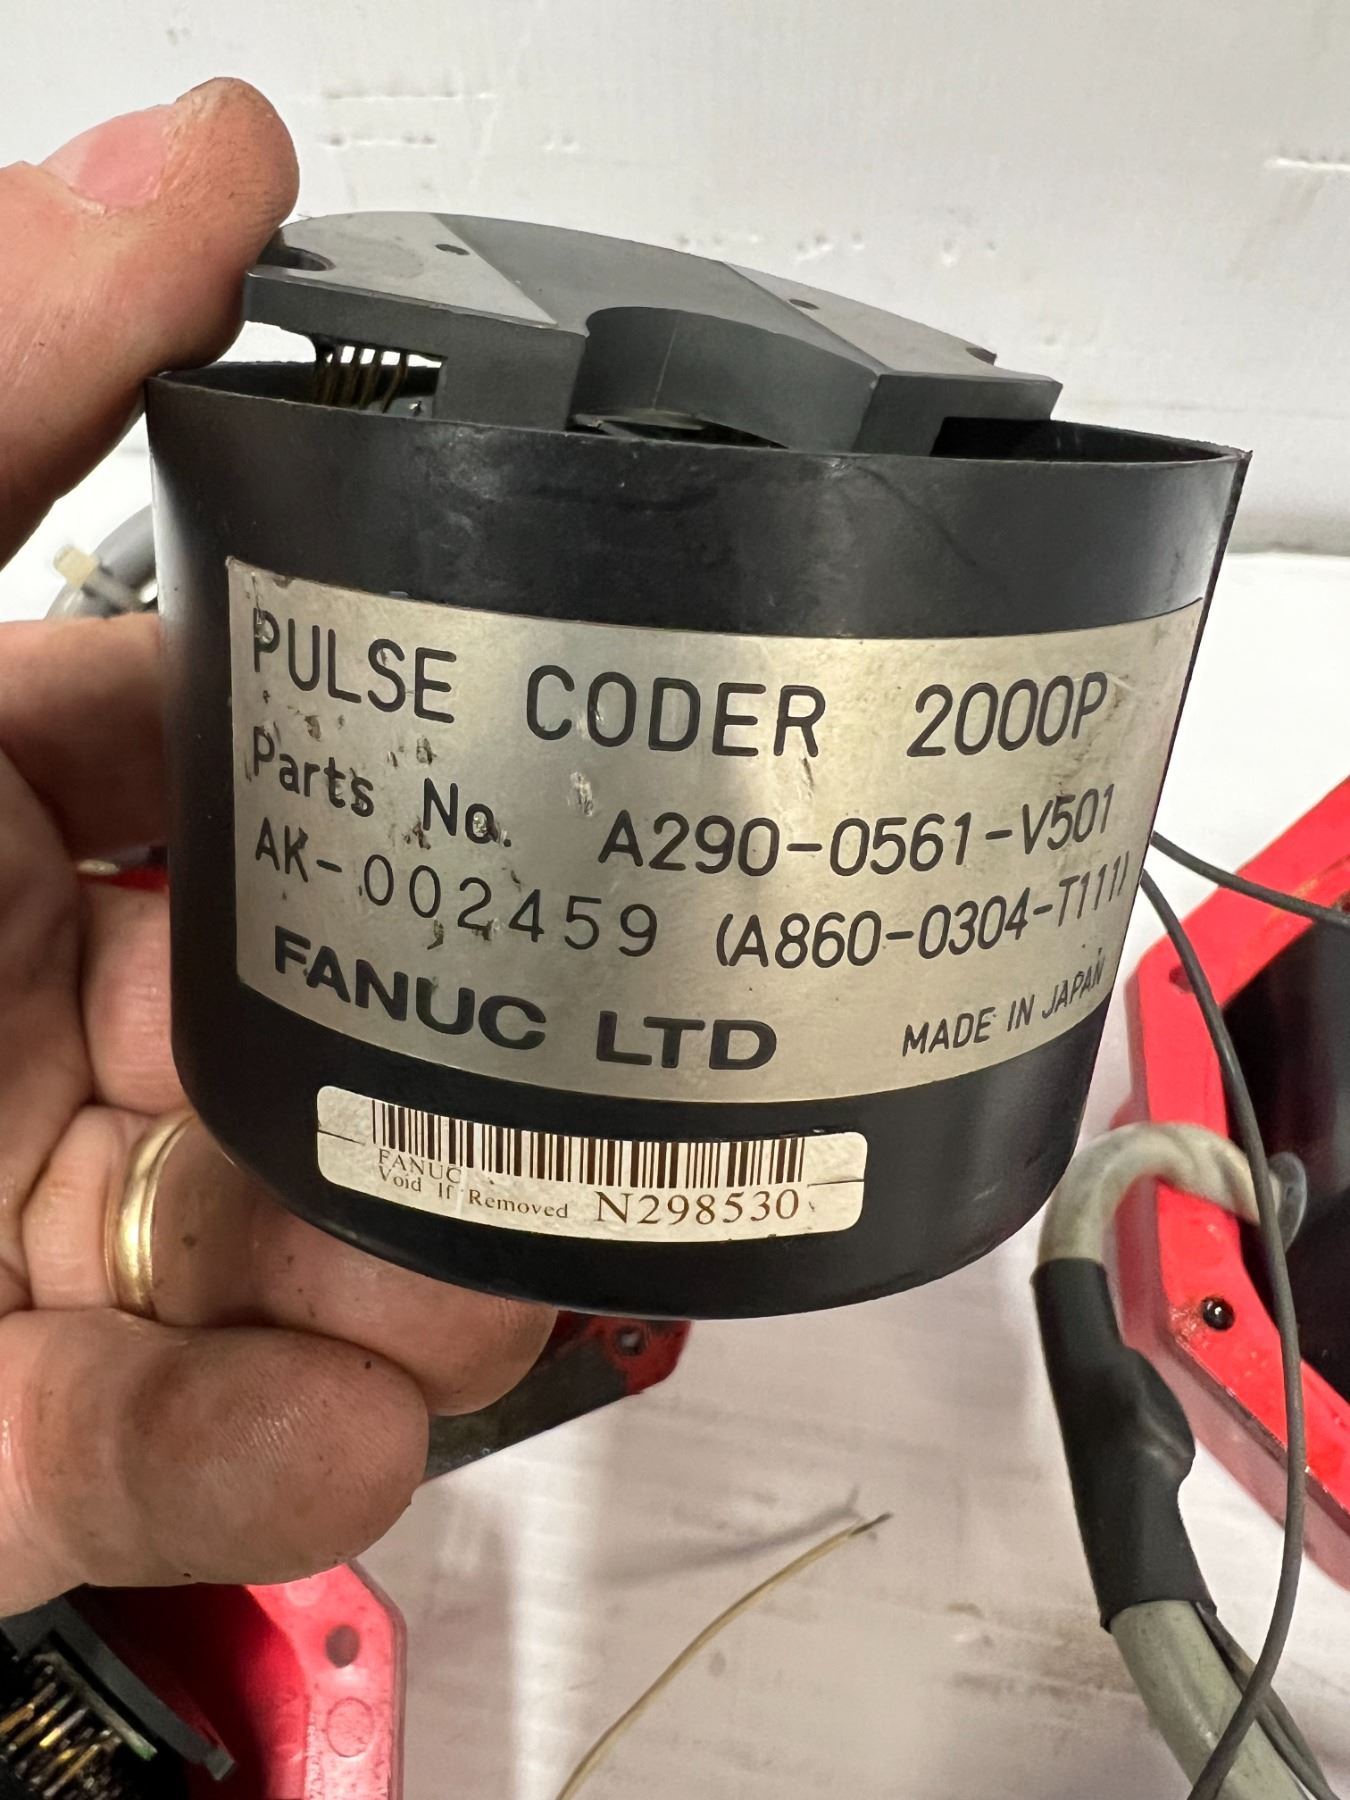 PULSE CODER 2000P
Parts No. A290-0561-V501
AK-002459 (A860-0304-T111)
FANUC LTD MADE IN JAPAN
FANUC
Void If Removed N298530